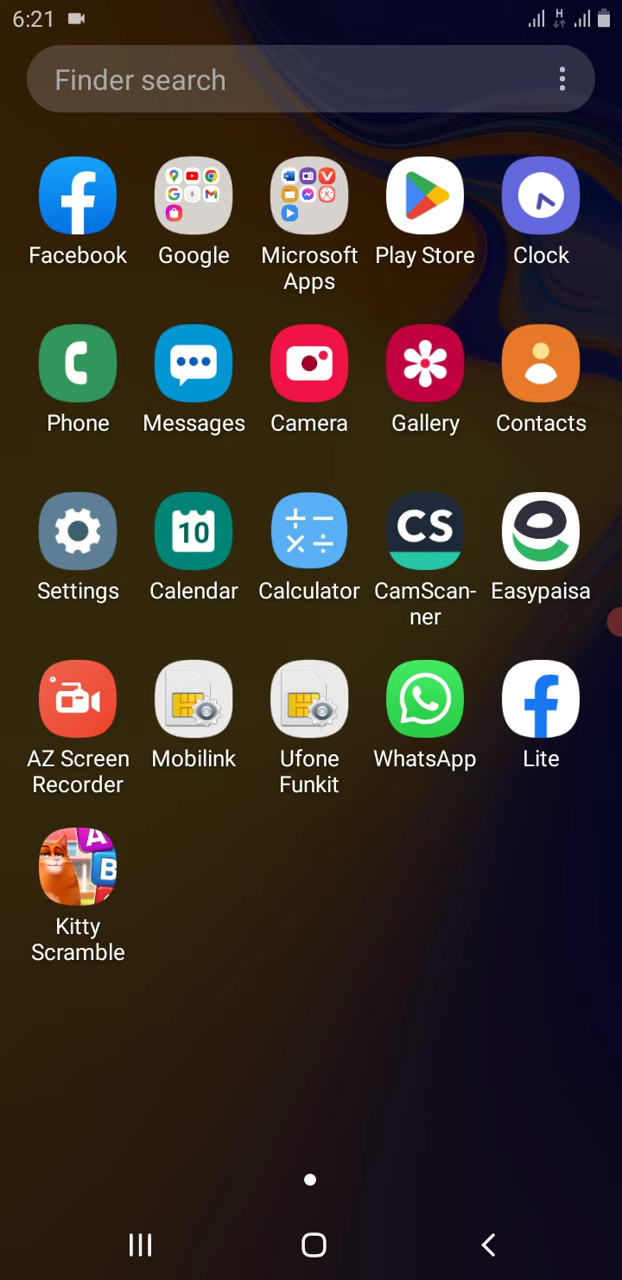 6:21
H
Finder search
Facebook
Google
Microsoft
Apps
Play Store
Clock
Phone
Messages
Camera
Gallery
Contacts
10
CS
Settings
Calendar
Calculator
CamScan-
ner
Easypaisa
AZ Screen
Recorder
Mobilink
Ufone
Funkit
WhatsApp
Lite
A
B
Kitty
Scramble